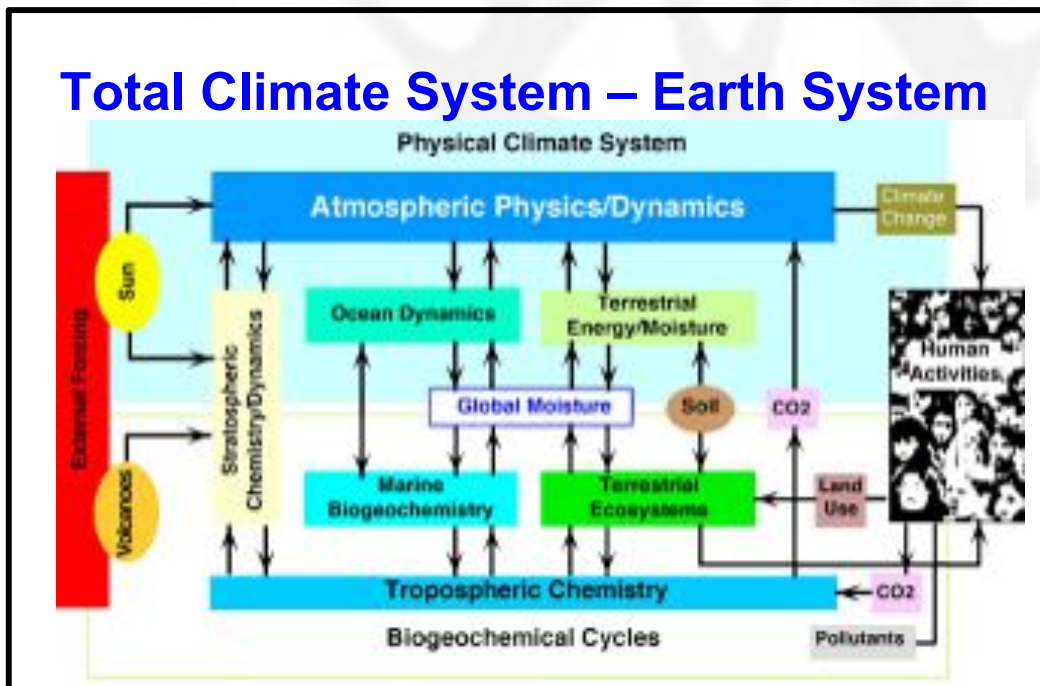 Total Climate System – Earth System
Physical Climate System
Atmospheric Physics/Dynamics
Climate
Change
External Forcing
Sun
Volcanoes
Stratospheric
Chemistry/Dynamics
Ocean Dynamics
Terrestrial
Energy/Moisture
Global Moisture
Soil
CO2
Human
Activities
Marine
Biogeochemistry
Terrestrial
Ecosystems
Land
Use
Tropospheric Chemistry
CO2
Biogeochemical Cycles
Pollutants